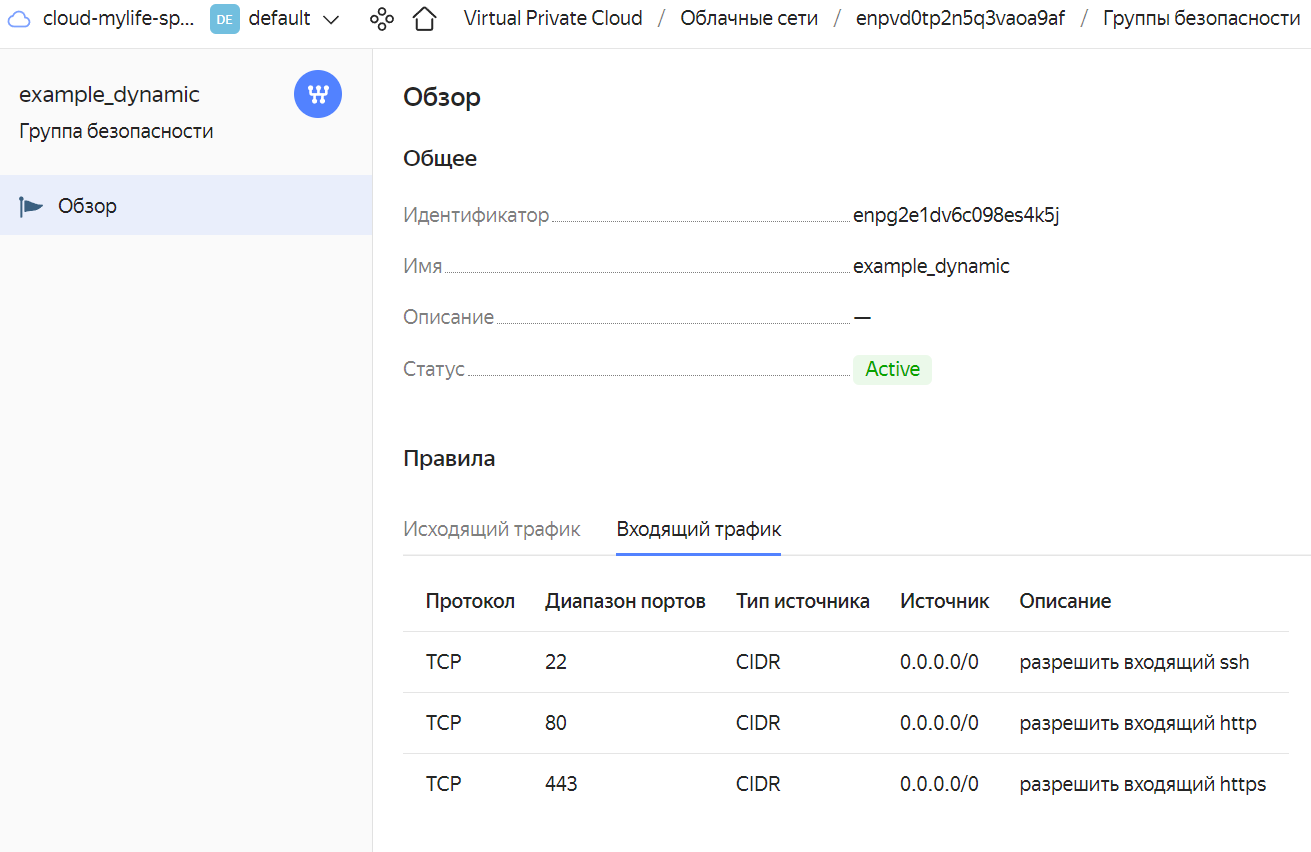 cloud-mylife-sp... DE default Virtual Private Cloud / Облачные сети / enpvd0tp2n5q3vaoa9af / Группы безопасности
example_dynamic
Группа безопасности
Обзор
Обзор
Общее
Идентификатор enpg2e1dv6c098es4k5j
Имя example_dynamic
Описание —
Статус Active
Правила
Исходящий трафик Входящий трафик
Протокол Диапазон портов Тип источника Источник Описание
TCP 22 CIDR 0.0.0.0/0 разрешить входящий ssh
TCP 80 CIDR 0.0.0.0/0 разрешить входящий http
TCP 443 CIDR 0.0.0.0/0 разрешить входящий https